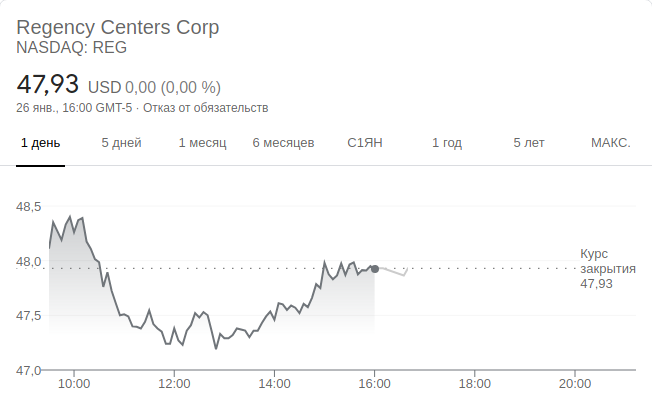 Regency Centers Corp
NASDAQ: REG
47,93 USD 0,00 (0,00 %)
26 янв., 16:00 GMT-5 · Отказ от обязательств
1 день 5 дней 1 месяц 6 месяцев С1ЯН 1 год 5 лет МАКС.
48,5
48,0
47,5
47,0
Курс
закрытия
47,93
10:00 12:00 14:00 16:00 18:00 20:00